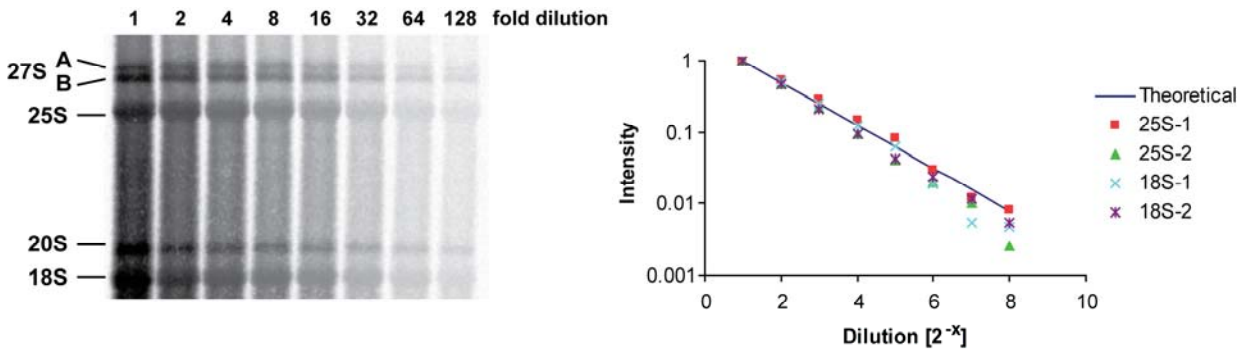 1 2 4 8 16 32 64 128 fold dilution
27S A
B
25S
20S
18S
1
0.1
0.01
0.001
Intensity
0 2 4 6 8 10
Dilution [2^-x]
Theoretical
25S-1
25S-2
18S-1
18S-2